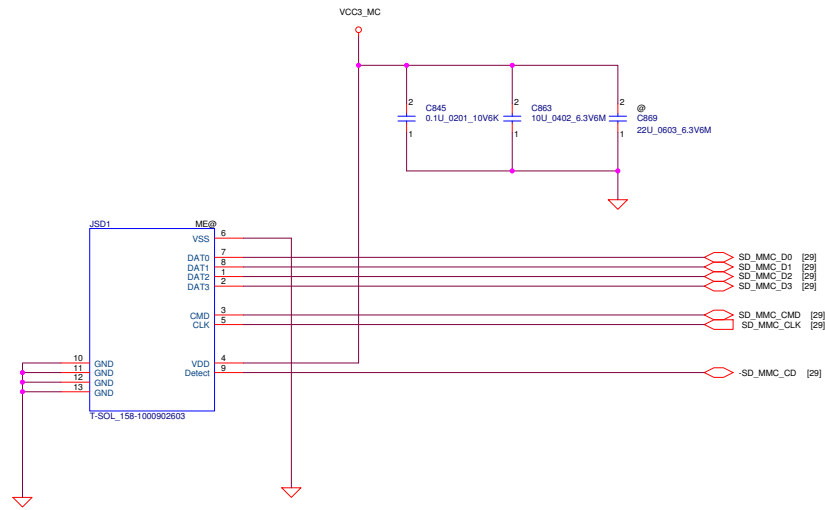 VCC3_MC
2
C845
0.1U_0201_10V6K
1
2
C863
10U_0402_6.3V6M
1
2
@
C869
22U_0603_6.3V6M
1
JSD1
ME@
VSS 6
DAT0 7 SD_MMC_D0 [29]
DAT1 8 SD_MMC_D1 [29]
DAT2 1 SD_MMC_D2 [29]
DAT3 2 SD_MMC_D3 [29]
CMD 3 SD_MMC_CMD [29]
CLK 5 SD_MMC_CLK [29]
10 GND VDD 4
11 GND Detect 9 -SD_MMC_CD [29]
12 GND
13 GND
T-SOL_158-1000902603